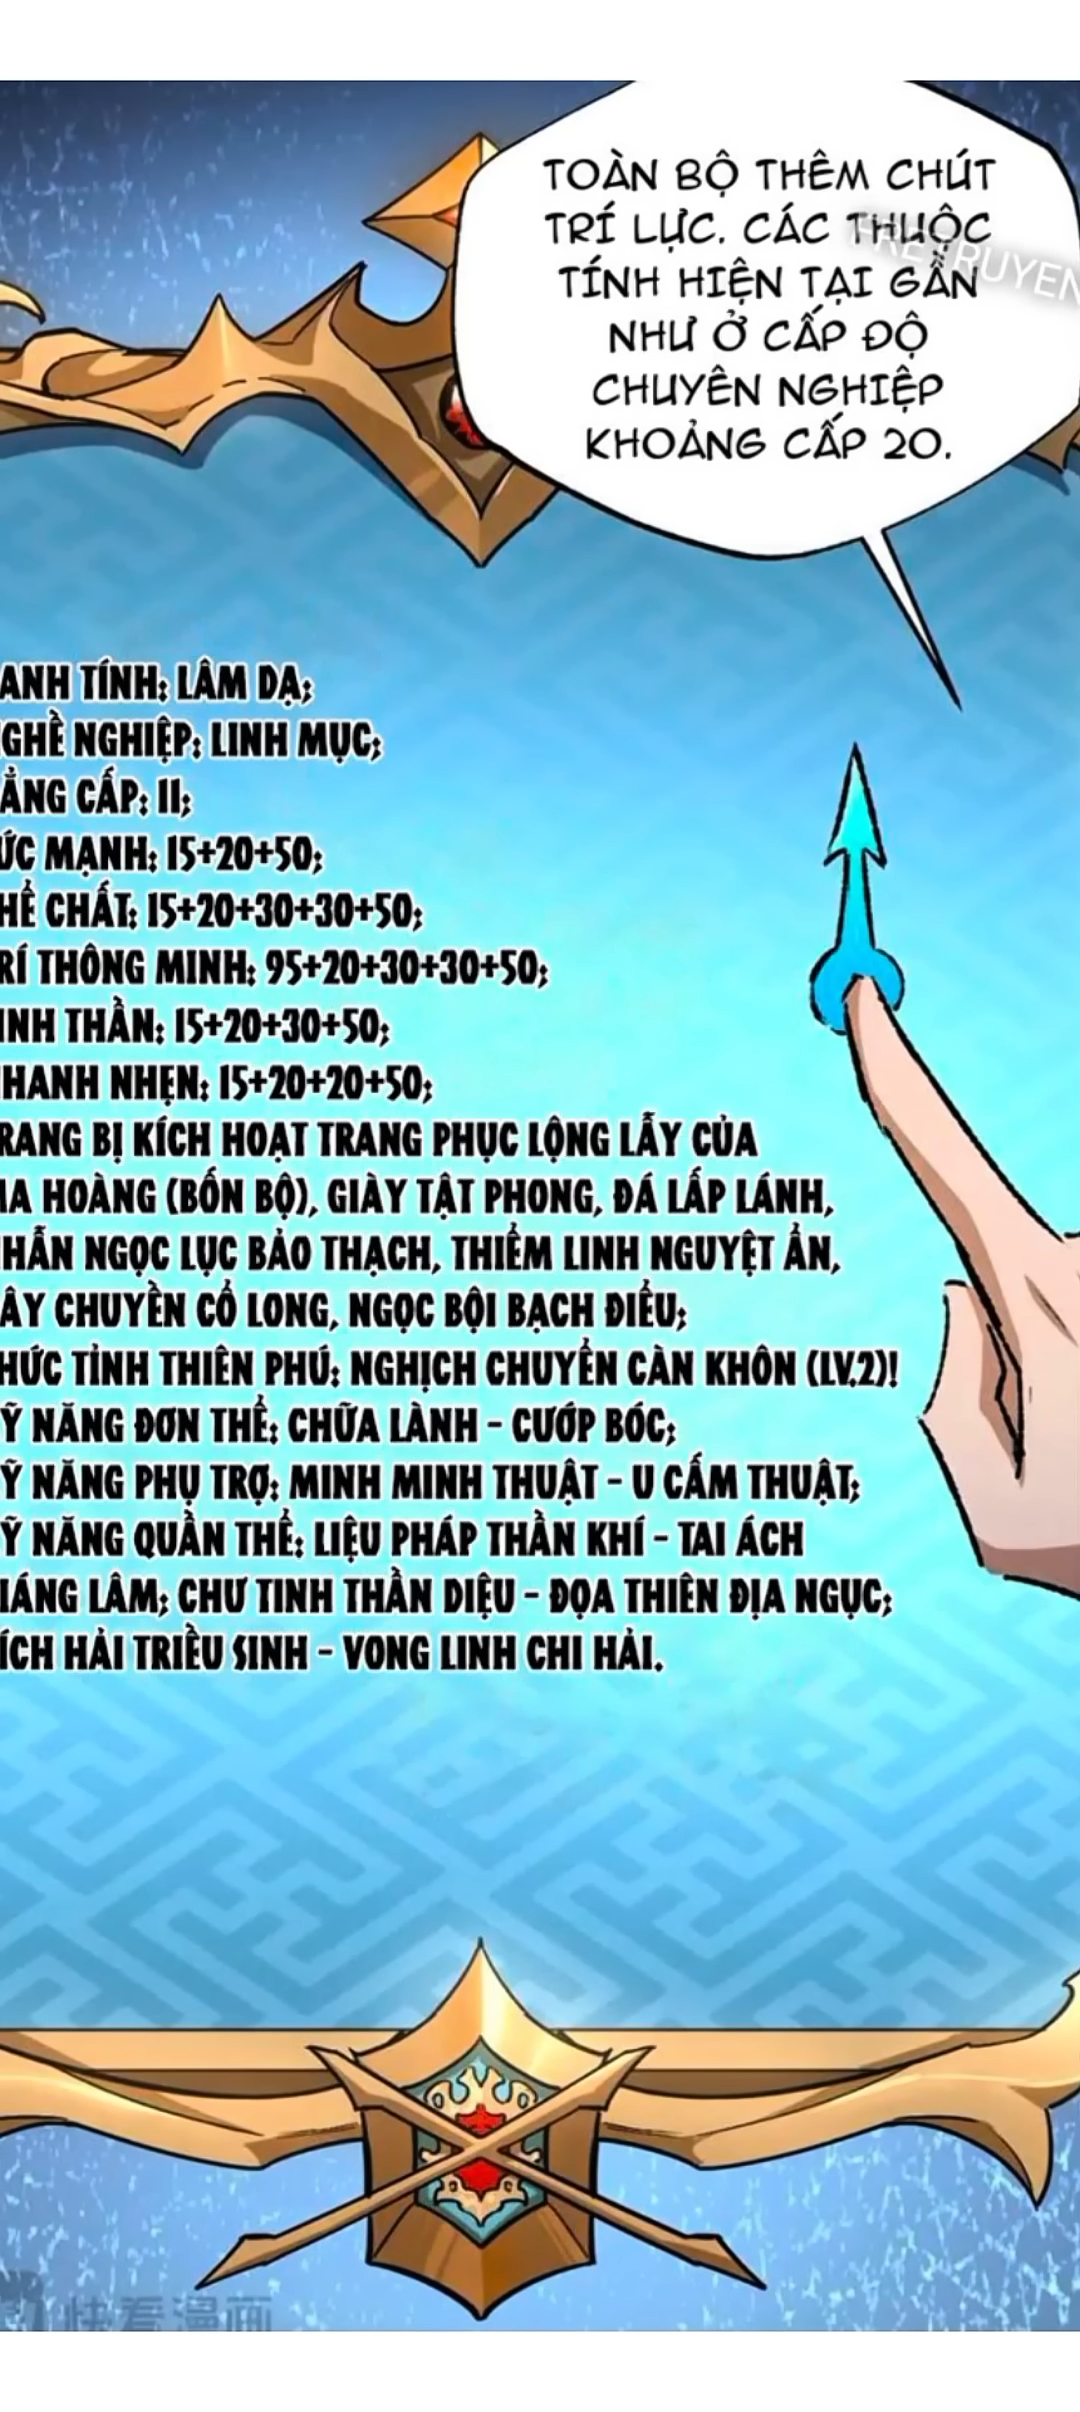 TOÀN BỘ THÊM CHÚT
TRÍ LỰC. CÁC THUỘC
TÍNH HIỆN TẠI GẦN
NHƯ Ở CẤP ĐỘ
CHUYÊN NGHIỆP
KHOẢNG CẤP 20.
RUYEN
ANH TÍNH: LÂM DẠ;
GHỀ NGHIỆP: LINH MỤC;
ẲNG CẤP: 11;
ỨC MẠNH: 15+20+50;
HỂ CHẤT: 15+20+30+30+50;
RÍ THÔNG MINH: 95+20+30+30+50;
INH THẦN: 15+20+30+50;
HANH NHẸN: 15+20+20+50;
RANG BỊ KÍCH HOẠT TRANG PHỤC LỘNG LẪY CỦA
MA HOÀNG (BỐN BỘ), GIÀY TẬT PHONG, ĐÁ LẤP LÁNH,
HẪN NGỌC LỤC BẢO THẠCH, THIỂM LINH NGUYỆT ẨN,
ÂY CHUYỀN CỔ LONG, NGỌC BỘI BẠCH ĐIỂU;
HỨC TỈNH THIÊN PHÚ: NGHỊCH CHUYỂN CÀN KHÔN (LV.2)!
Ỹ NĂNG ĐƠN THỂ: CHỮA LÀNH - CƯỚP BÓC;
Ỹ NĂNG PHỤ TRỢ: MINH MINH THUẬT - U CẤM THUẬT;
Ỹ NĂNG QUẦN THỂ: LIỆU PHÁP THẦN KHÍ - TAI ÁCH
IÁNG LÂM; CHƯ TINH THẦN DIỆU - ĐỌA THIÊN ĐỊA NGỤC;
ÍCH HẢI TRIỀU SINH - VONG LINH CHI HẢI.
快看漫画